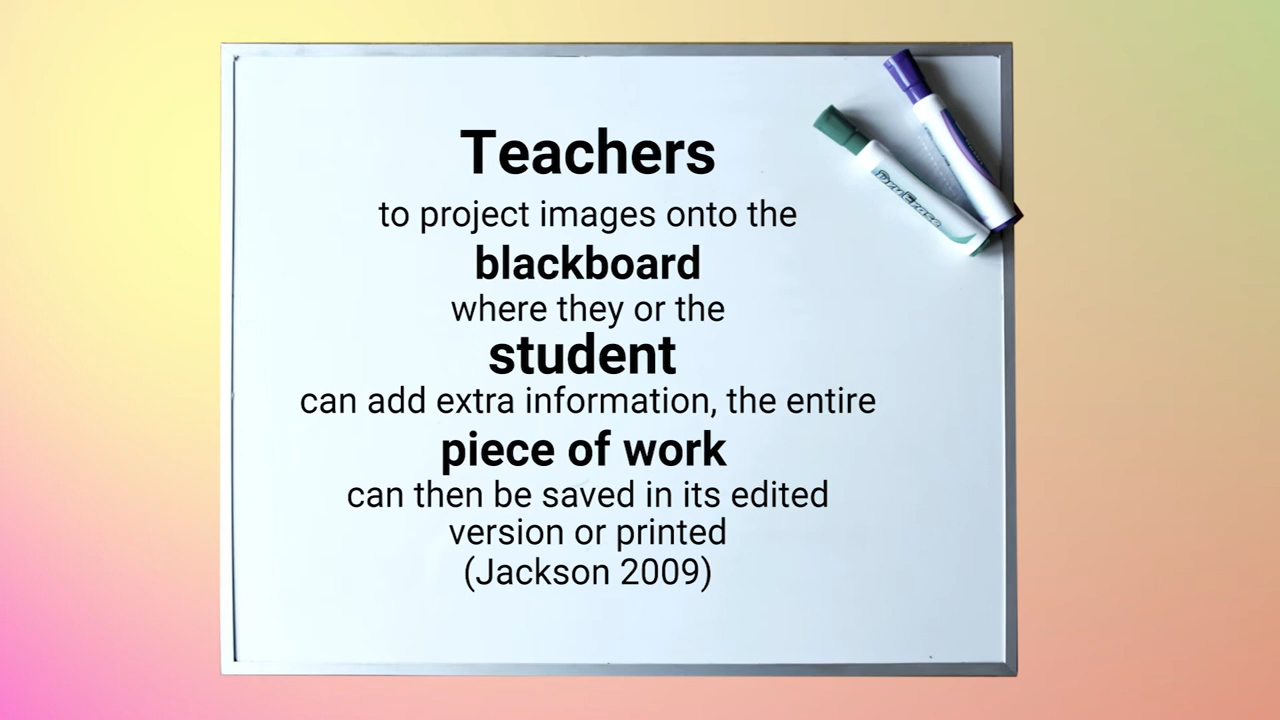 Teachers
to project images onto the
blackboard
where they or the
student
can add extra information, the entire
piece of work
can then be saved in its edited
version or printed
(Jackson 2009)